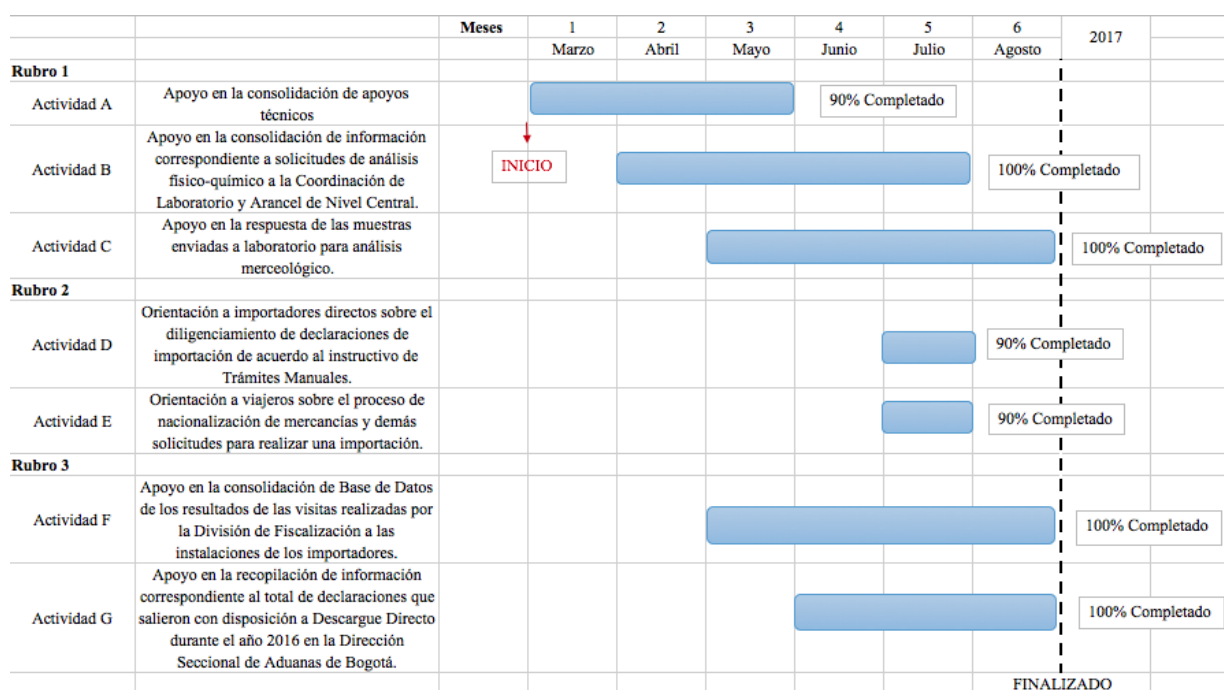 Meses 1 2 3 4 5 6 2017
Marzo Abril Mayo Junio Julio Agosto
Rubro 1
Actividad A
Apoyo en la consolidación de apoyos
técnicos
90% Completado
INICIO
Actividad B
Apoyo en la consolidación de información
correspondiente a solicitudes de análisis
físico-químico a la Coordinación de
Laboratorio y Arancel de Nivel Central.
100% Completado
Actividad C
Apoyo en la respuesta de las muestras
enviadas a laboratorio para análisis
merceológico.
100% Completado
Rubro 2
Actividad D
Orientación a importadores directos sobre el
diligenciamiento de declaraciones de
importación de acuerdo al instructivo de
Trámites Manuales.
90% Completado
Actividad E
Orientación a viajeros sobre el proceso de
nacionalización de mercancías y demás
solicitudes para realizar una importación.
90% Completado
Rubro 3
Actividad F
Apoyo en la consolidación de Base de Datos
de los resultados de las visitas realizadas por
la División de Fiscalización a las
instalaciones de los importadores.
100% Completado
Actividad G
Apoyo en la recopilación de información
correspondiente al total de declaraciones que
salieron con disposición a Descargue Directo
durante el año 2016 en la Dirección
Seccional de Aduanas de Bogotá.
100% Completado
FINALIZADO